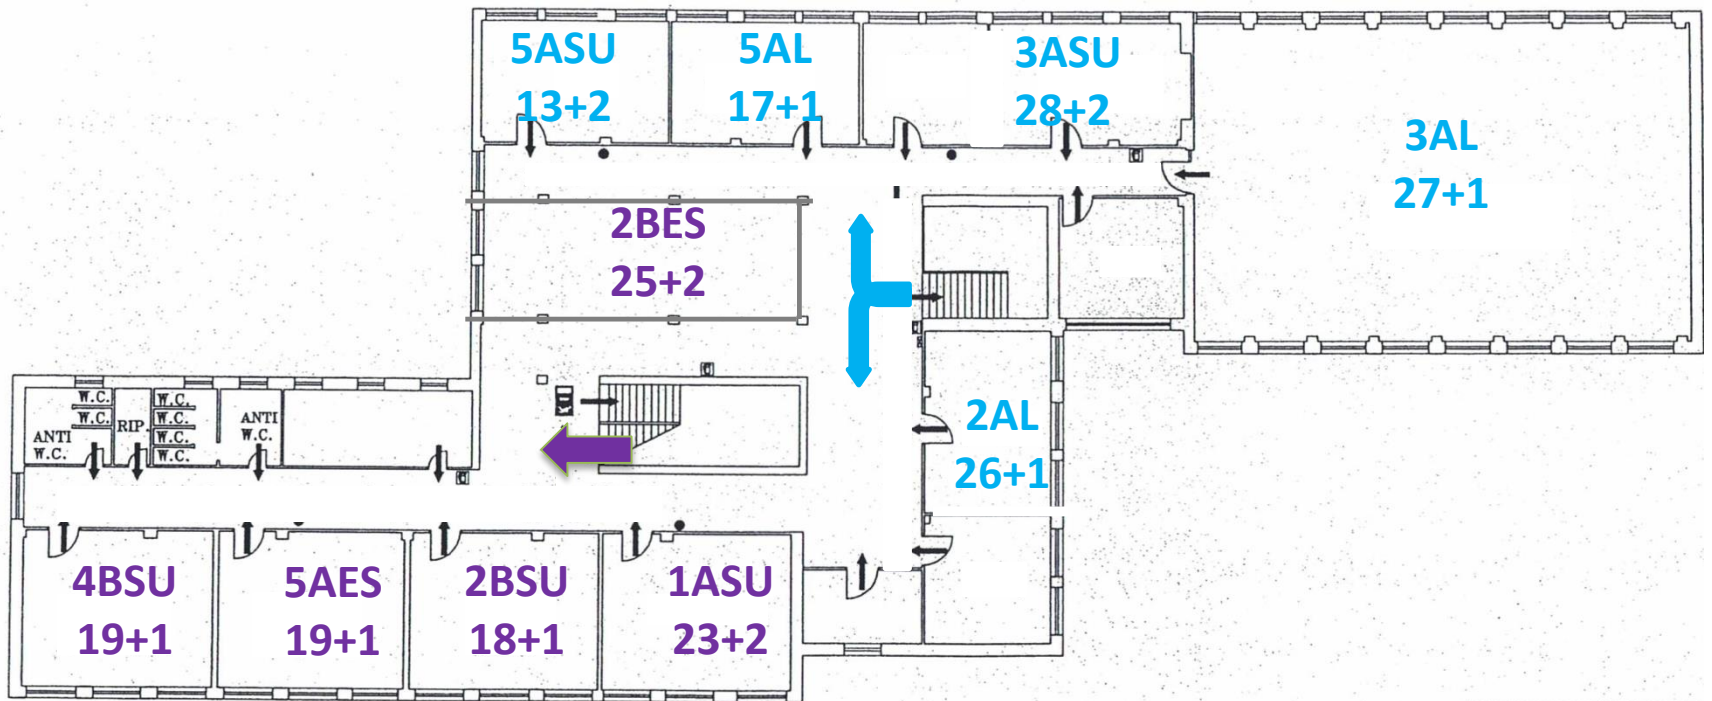 5ASU
13+2
5AL
17+1
3ASU
28+2
3AL
27+1
2BES
25+2
2AL
26+1
W.C.
W.C.
ANTI
W.C.
RIP.
W.C.
W.C.
W.C.
W.C.
ANTI
W.C.
4BSU
19+1
5AES
19+1
2BSU
18+1
1ASU
23+2